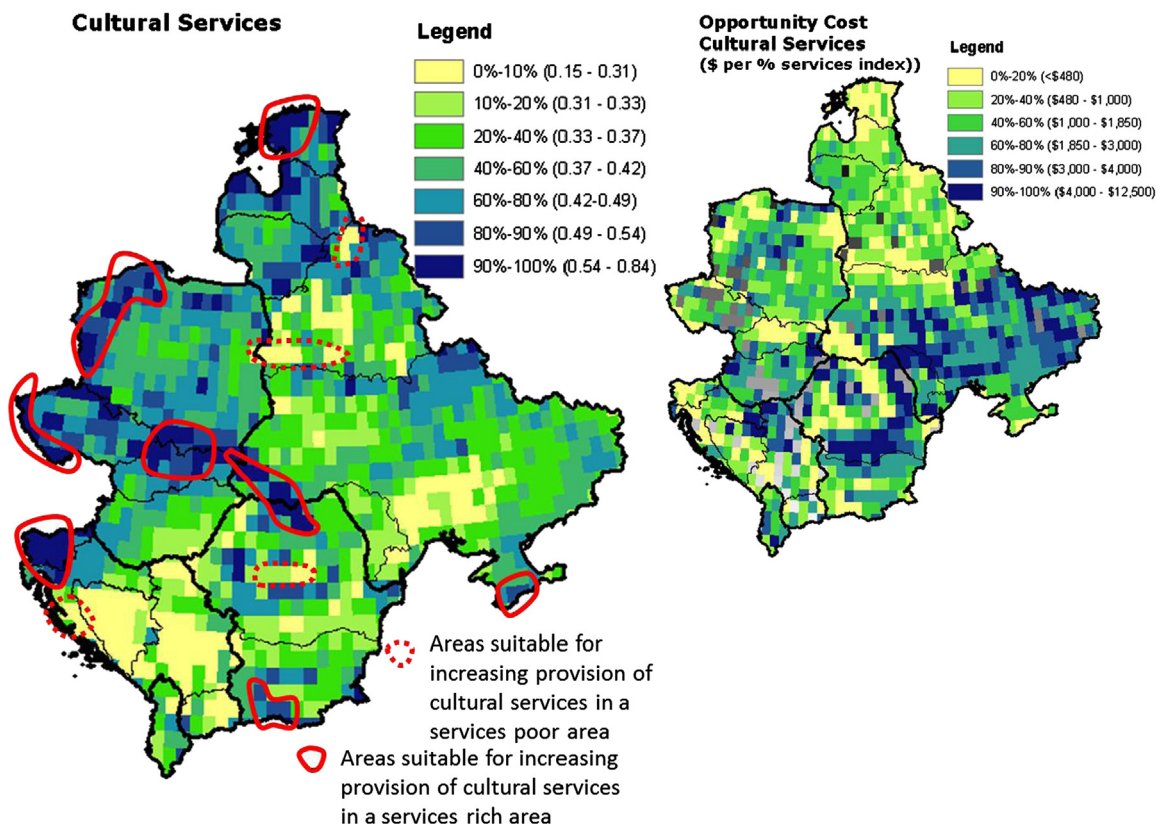 Cultural Services
Legend
0%-10% (0.15 - 0.31)
10%-20% (0.31 - 0.33)
20%-40% (0.33 - 0.37)
40%-60% (0.37 - 0.42)
60%-80% (0.42-0.49)
80%-90% (0.49 - 0.54)
90%-100% (0.54 - 0.84)
Opportunity Cost
Cultural Services
($ per % services index))
Legend
0%-20% (<$480)
20%-40% ($480 - $1,000)
40%-60% ($1,000 - $1,850)
60%-80% ($1,850 - $3,000)
80%-90% ($3,000 - $4,000)
90%-100% ($4,000 - $12,500)
Areas suitable for
increasing provision of
cultural services in a
services poor area
Areas suitable for increasing
provision of cultural services
in a services rich area